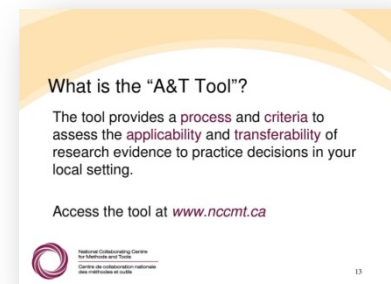 What is the “A&T Tool”?
The tool provides a process and criteria to
assess the applicability and transferability of
research evidence to practice decisions in your
local setting.
Access the tool at www.nccmt.ca
National Collaborating Centre
for Methods and Tools
Centre de collaboration nationale
des méthodes et outils
13